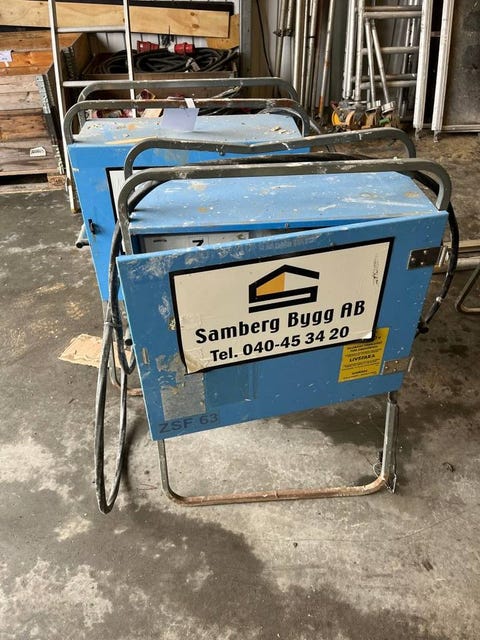 Samberg Bygg AB
Tel. 040-45 34 20
LIVSFARA
ZSF 63